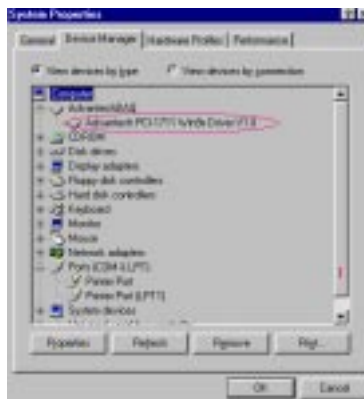 System Properties
General Device Manager Hardware Profiles Performance
View devices by type View devices by connection
Computer
Advantech PCI-1711 Win9x Driver V1.0
CDROM
Disk drives
Display adapters
Floppy disk controllers
Hard disk controllers
Keyboard
Monitor
Mouse
Network adapters
Ports (COM & LPT)
Printer Port
Printer Port (LPT1)
System devices
Properties Refresh Remove Print...
OK Cancel